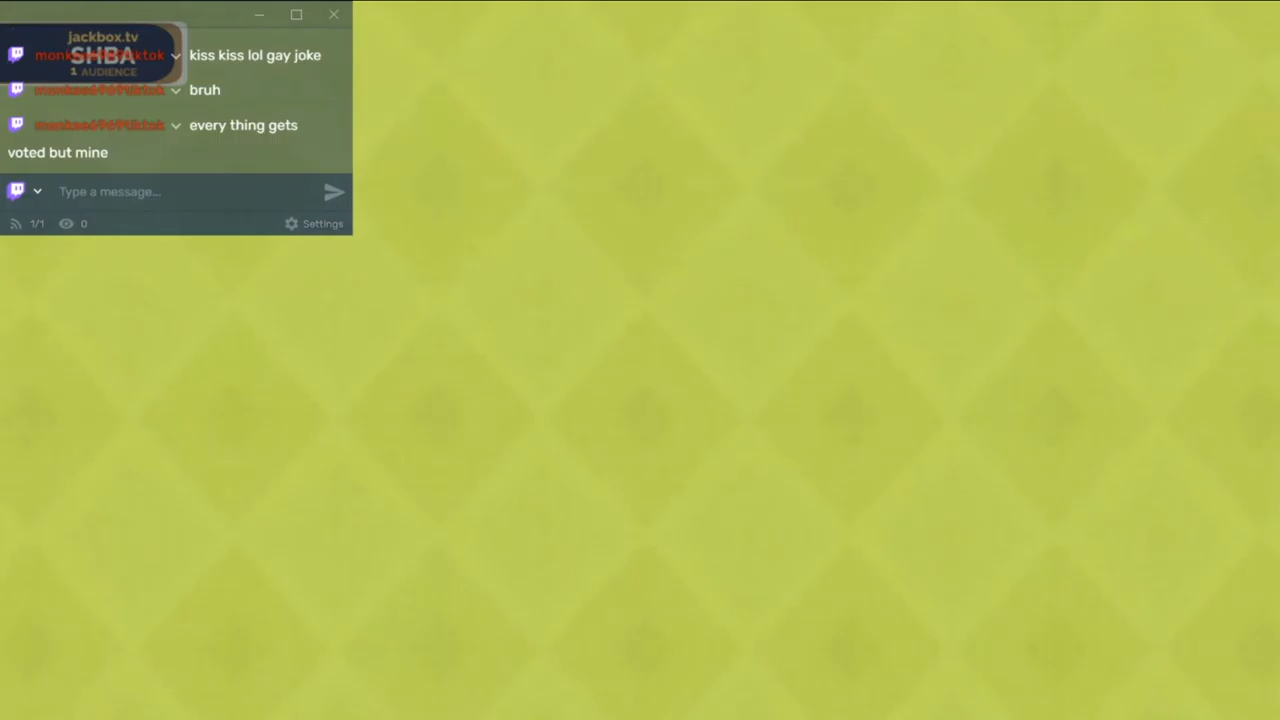 jackbox.tv
SHBA
1 AUDIENCE
kiss kiss lol gay joke
bruh
every thing gets
voted but mine
Type a message...
1/1 0 Settings